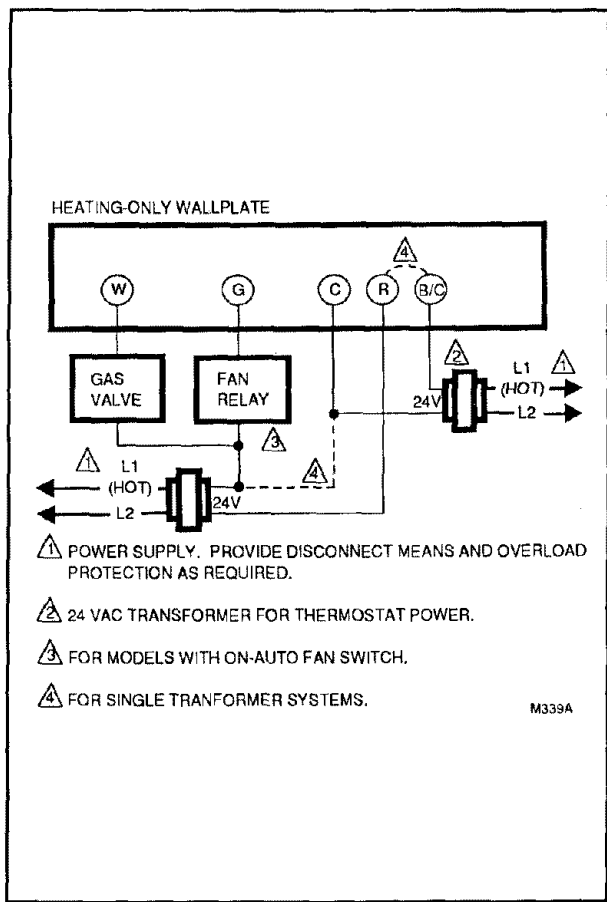 HEATING-ONLY WALLPLATE
4
W
G
C
R
B/C
2
L1
1
GAS
VALVE
FAN
RELAY
24V
(HOT)
L2
3
1
L1
4
(HOT)
24V
L2
1 POWER SUPPLY. PROVIDE DISCONNECT MEANS AND OVERLOAD
PROTECTION AS REQUIRED.
2 24 VAC TRANSFORMER FOR THERMOSTAT POWER.
3 FOR MODELS WITH ON-AUTO FAN SWITCH.
4 FOR SINGLE TRANFORMER SYSTEMS.
M339A